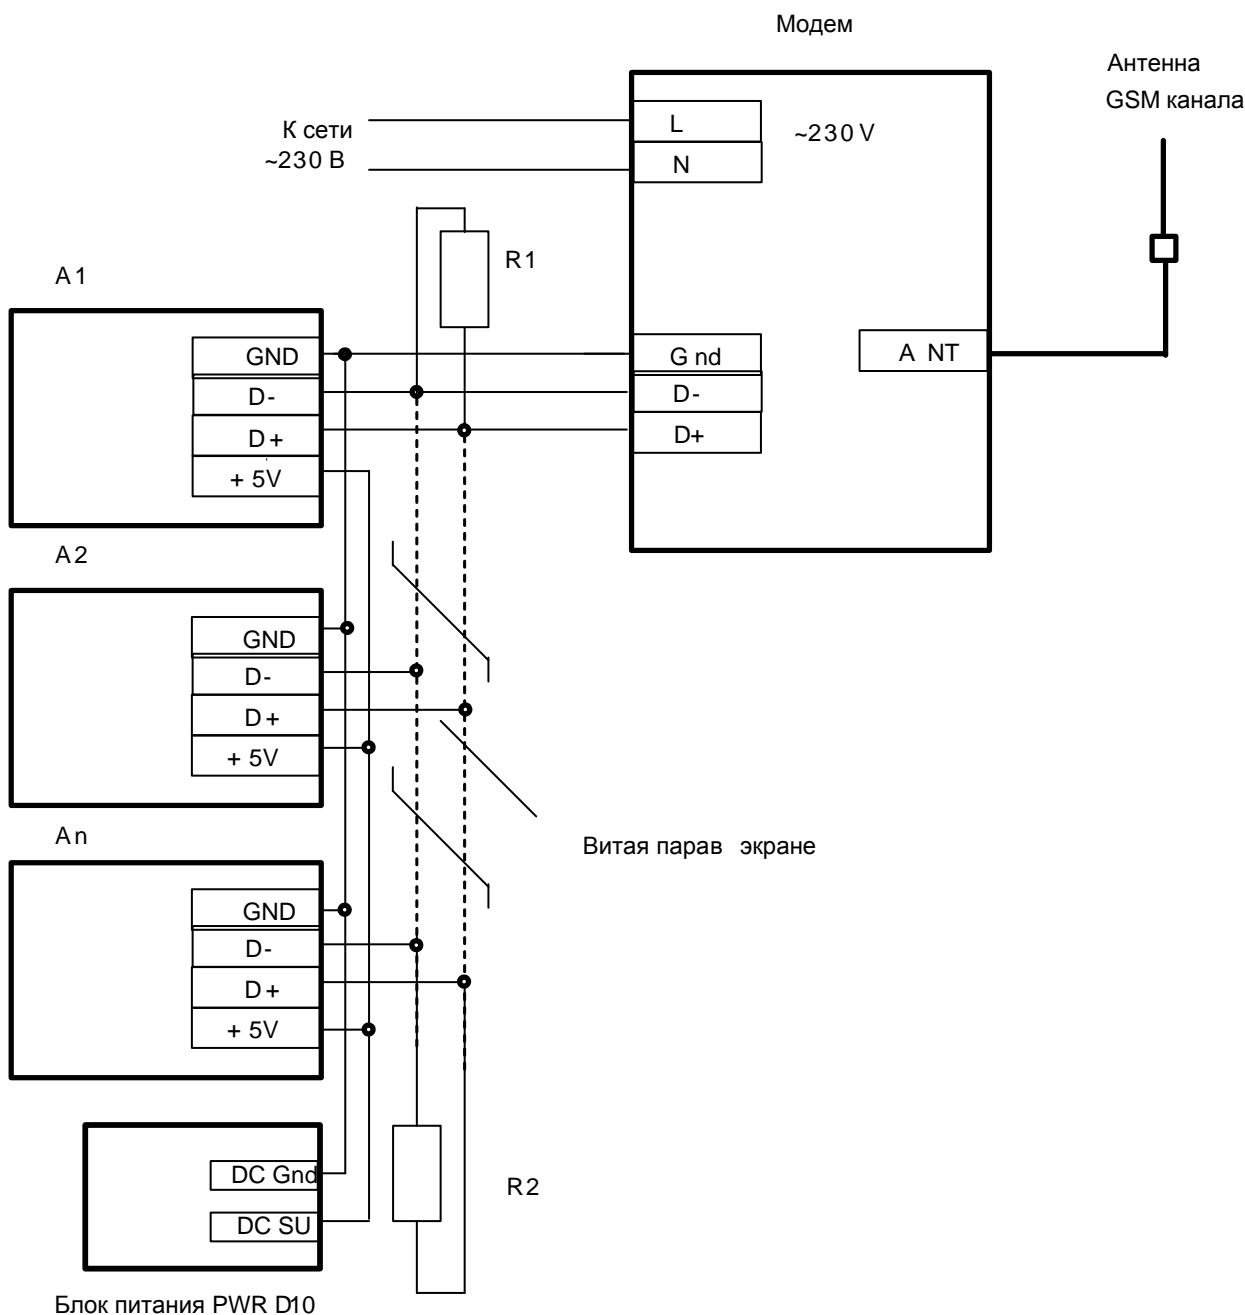 Модем
Антенна
GSM канала
К сети
~230 В
L
~230 V
N
R1
A1
GND
D-
D+
+ 5V
G nd
D-
D+
A NT
A2
GND
D-
D+
+ 5V
Витая парав экране
An
GND
D-
D+
+ 5V
DC Gnd
DC SU
R2
Блок питания PWR D10